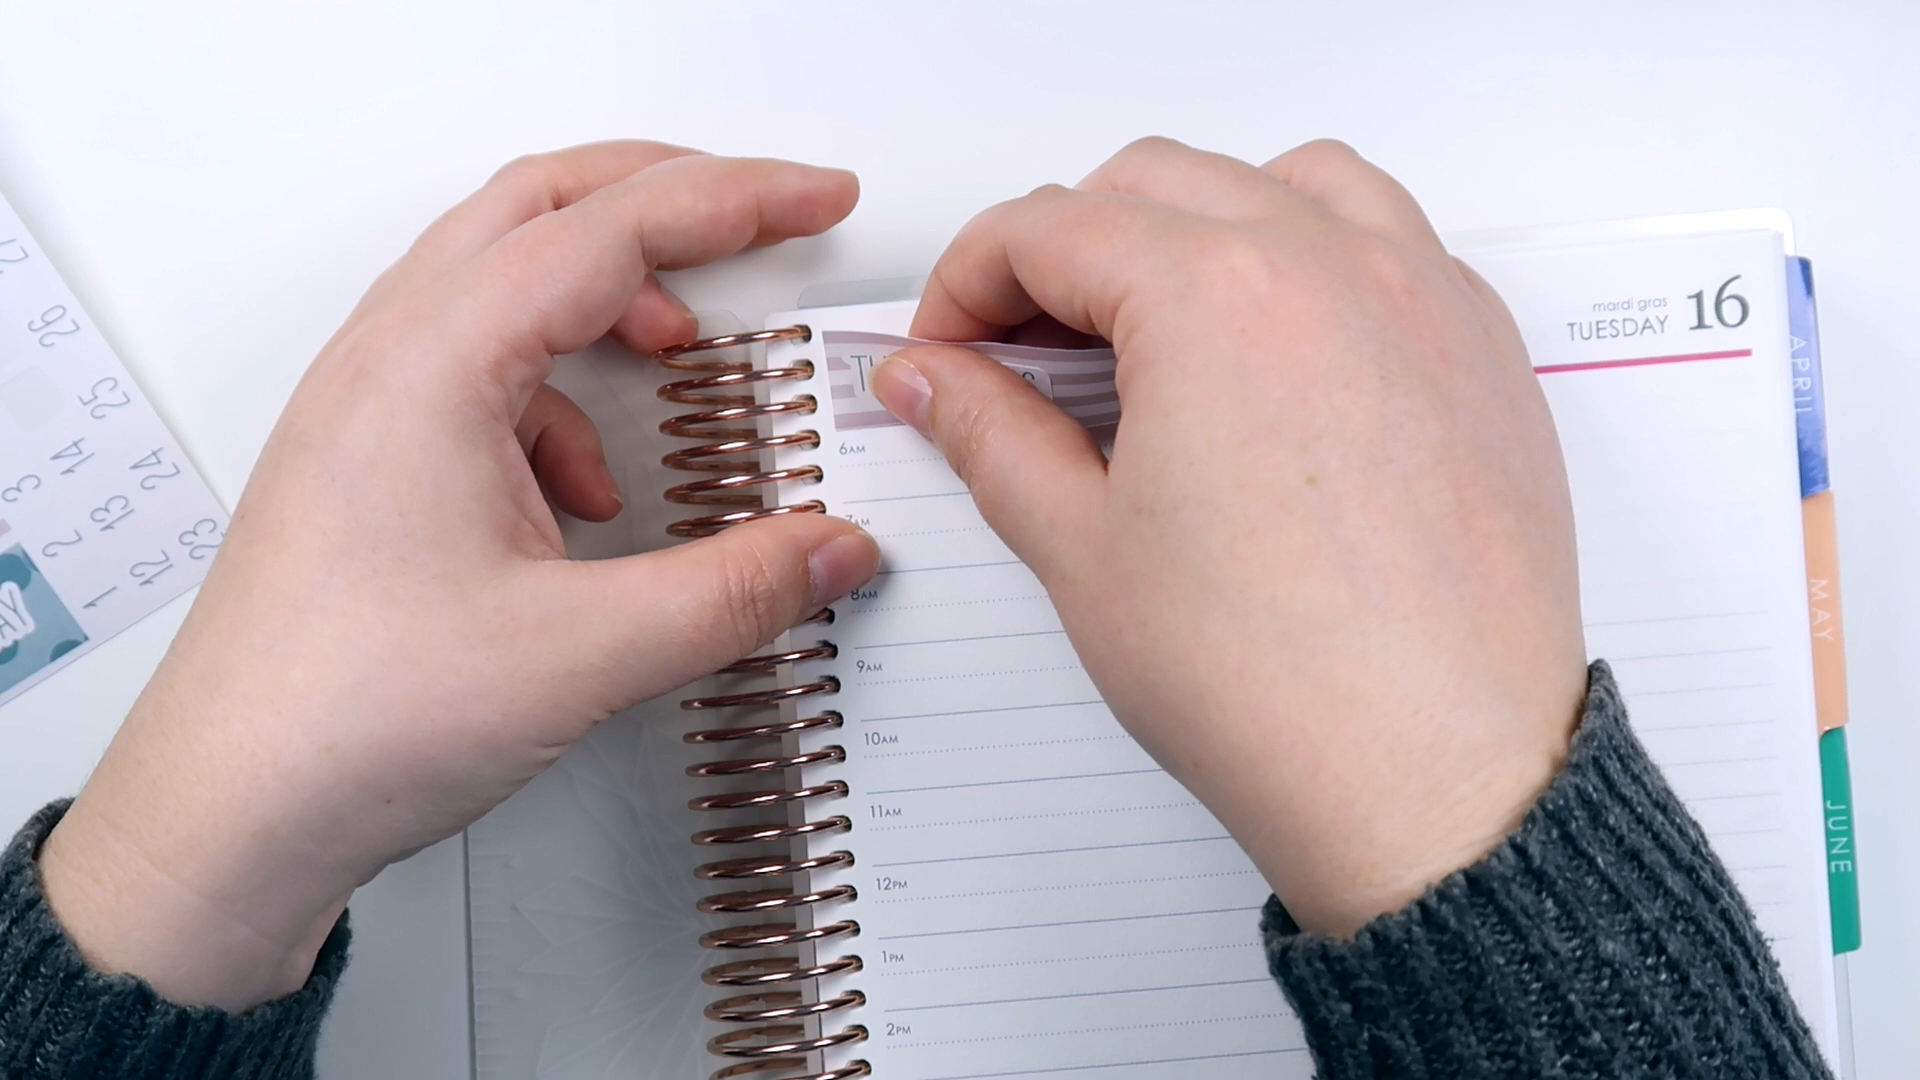 mardi gras
TUESDAY 16
6AM
7AM
8AM
9AM
10AM
11AM
12PM
1PM
2PM
APRIL
MAY
JUNE
26
25
3 14 24
2 13 23
1 12